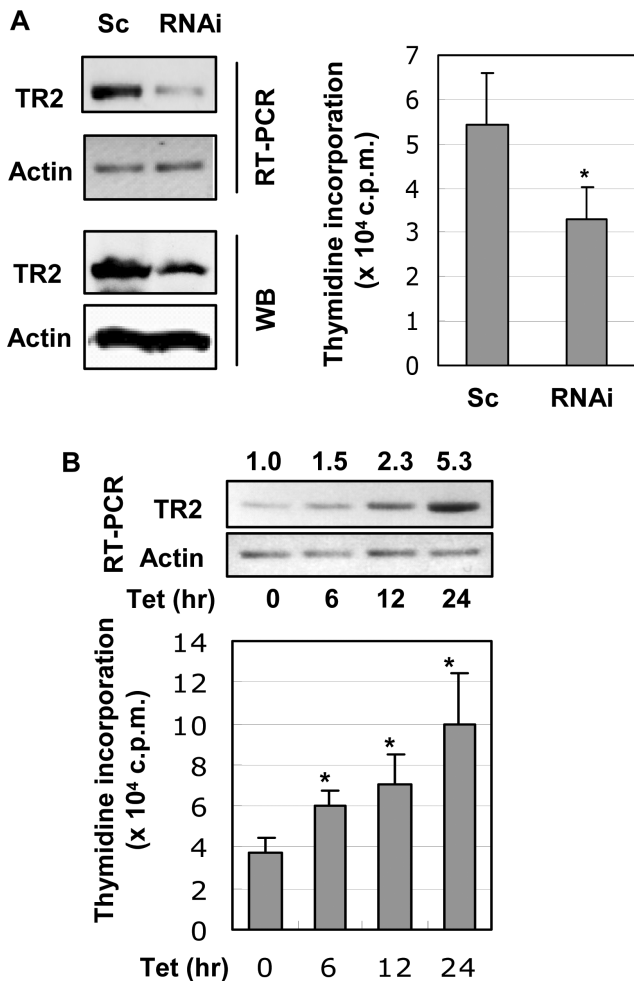 A
Sc RNAi
TR2
Actin
RT-PCR
TR2
Actin
WB
Thymidine incorporation
(x 10⁴ c.p.m.)
7
6
5
4
3
2
1
0
*
Sc RNAi
B
1.0 1.5 2.3 5.3
RT-PCR
TR2
Actin
Tet (hr) 0 6 12 24
Thymidine incorporation
(x 10⁴ c.p.m.)
14
12
10
8
6
4
2
0
* * *
Tet (hr) 0 6 12 24